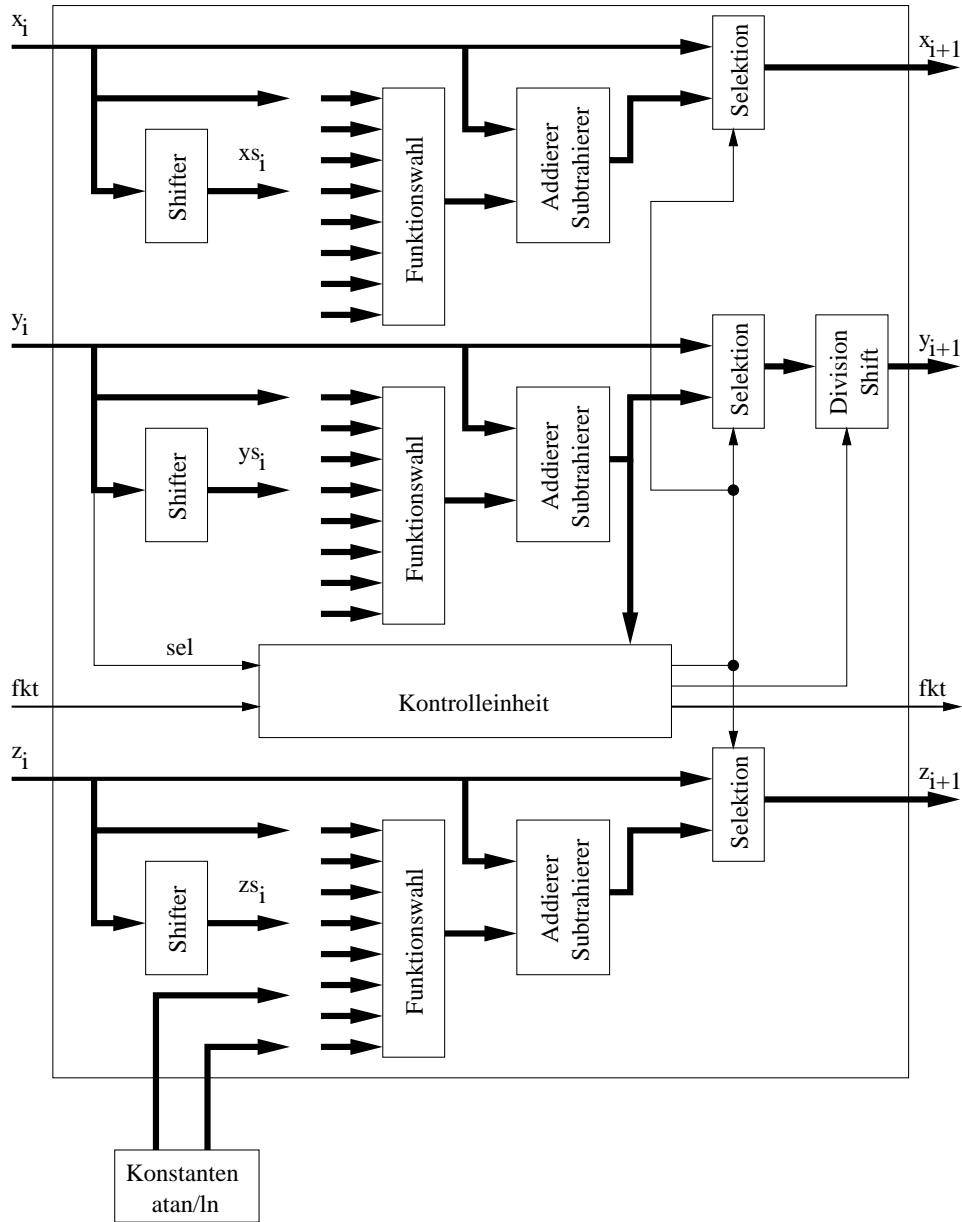 x_i
Selektion
x_{i+1}
Shifter
xs_i
Funktionswahl
Addierer
Subtrahierer
y_i
Selektion
Division
Shift
y_{i+1}
Shifter
ys_i
Funktionswahl
Addierer
Subtrahierer
sel
fkt
Kontrolleinheit
fkt
z_i
Selektion
z_{i+1}
Shifter
zs_i
Funktionswahl
Addierer
Subtrahierer
Konstanten
atan/ln